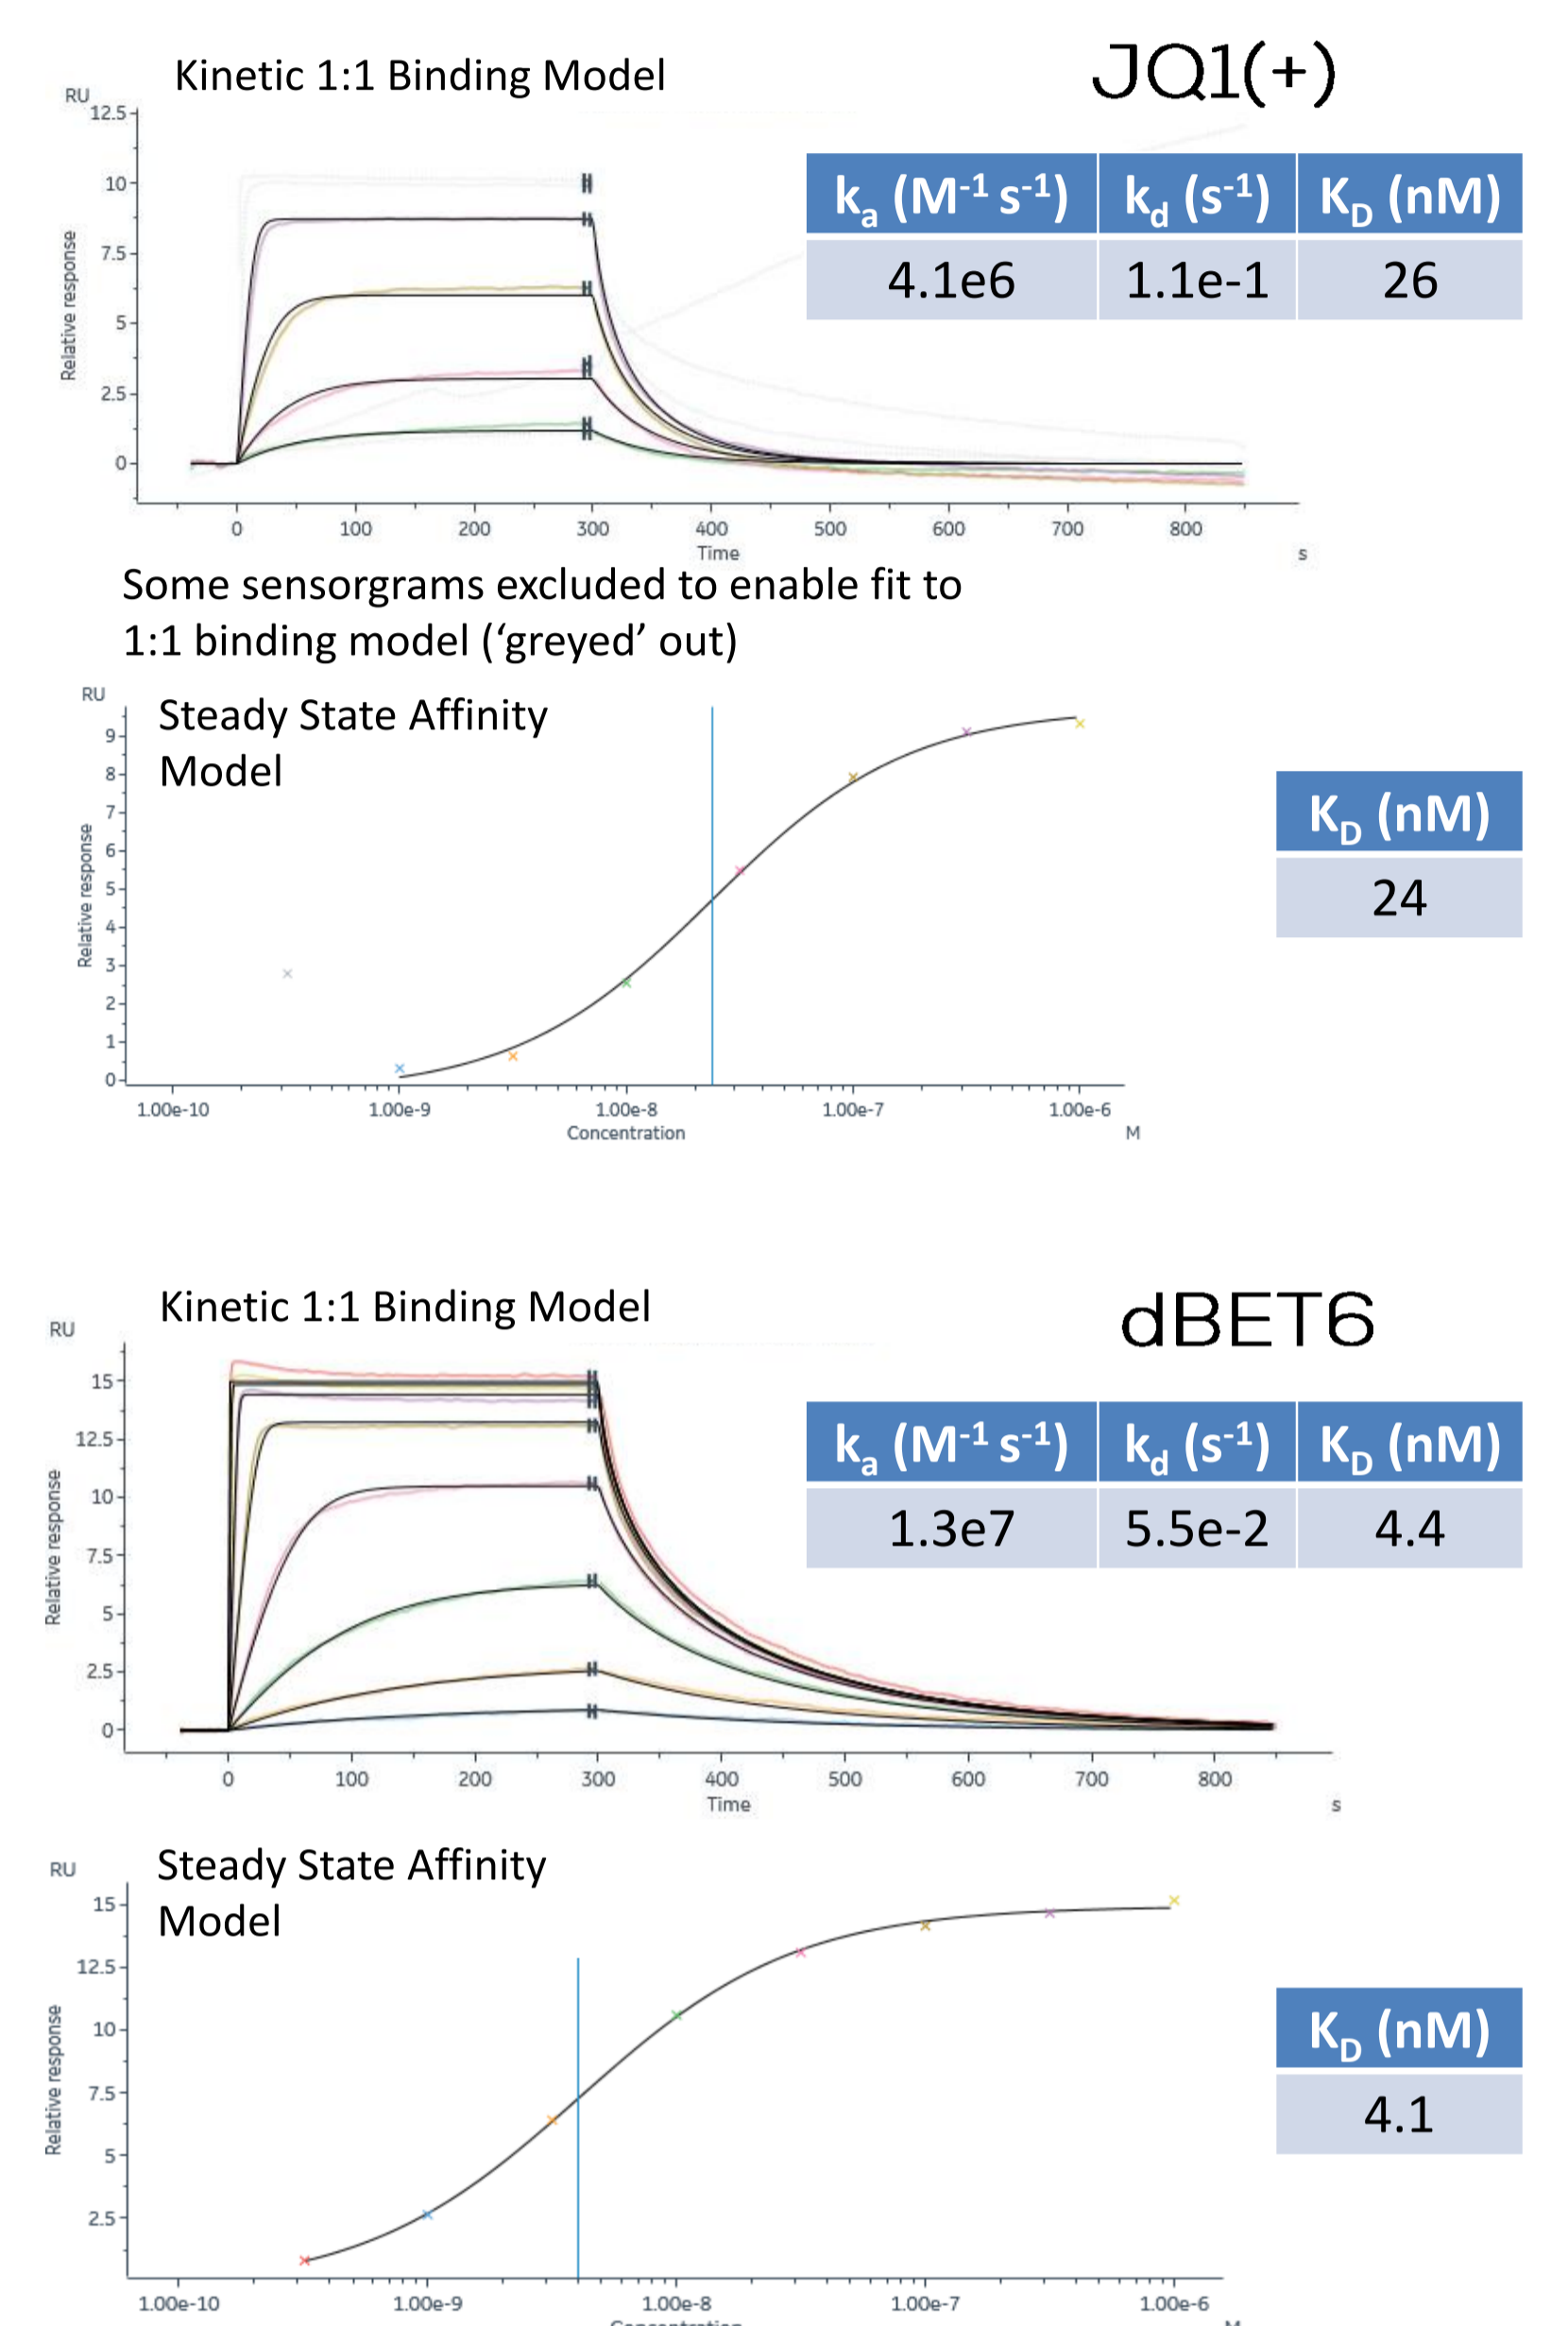 Kinetic 1:1 Binding Model
JQ1(+)
RU
12.5
10
7.5
5
2.5
0
Relative response
0 100 200 300 400 500 600 700 800
Time
s
kₐ (M⁻¹ s⁻¹) k_d (s⁻¹) K_D (nM)
4.1e6 1.1e-1 26
Some sensorgrams excluded to enable fit to
1:1 binding model (‘greyed’ out)
RU
Steady State Affinity
Model
9
8
7
6
5
4
3
2
1
0
Relative response
1.00e-10 1.00e-9 1.00e-8 1.00e-7 1.00e-6
Concentration
M
K_D (nM)
24
Kinetic 1:1 Binding Model
dBET6
RU
15
12.5
10
7.5
5
2.5
0
Relative response
0 100 200 300 400 500 600 700 800
Time
s
kₐ (M⁻¹ s⁻¹) k_d (s⁻¹) K_D (nM)
1.3e7 5.5e-2 4.4
RU
Steady State Affinity
Model
15
12.5
10
7.5
5
2.5
Relative response
1.00e-10 1.00e-9 1.00e-8 1.00e-7 1.00e-6
Concentration
M
K_D (nM)
4.1